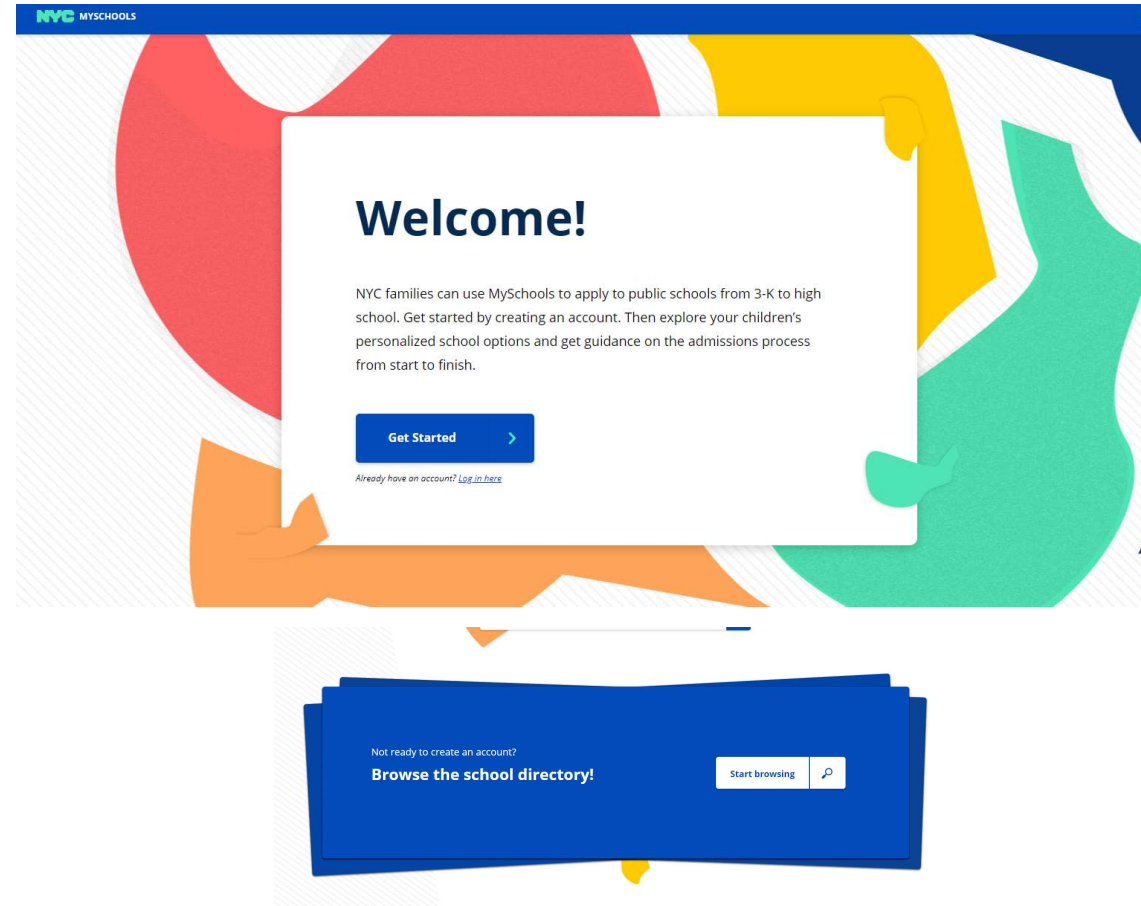 NYC MYSCHOOLS
Welcome!
NYC families can use MySchools to apply to public schools from 3-K to high
school. Get started by creating an account. Then explore your children’s
personalized school options and get guidance on the admissions process
from start to finish.
Get Started
Already have an account? Log in here
Not ready to create an account?
Browse the school directory!
Start browsing